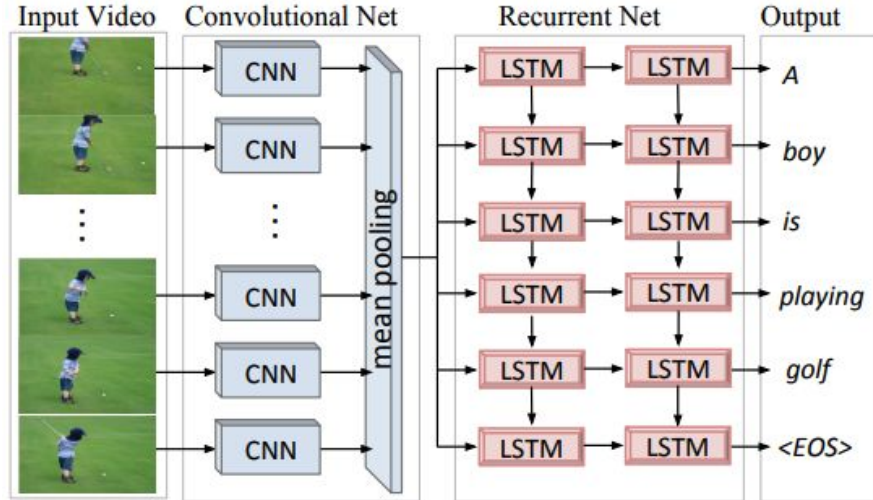 Input Video Convolutional Net Recurrent Net Output
CNN LSTM LSTM A
CNN LSTM LSTM boy
LSTM LSTM is
mean pooling
CNN LSTM LSTM playing
CNN LSTM LSTM golf
CNN LSTM LSTM <EOS>